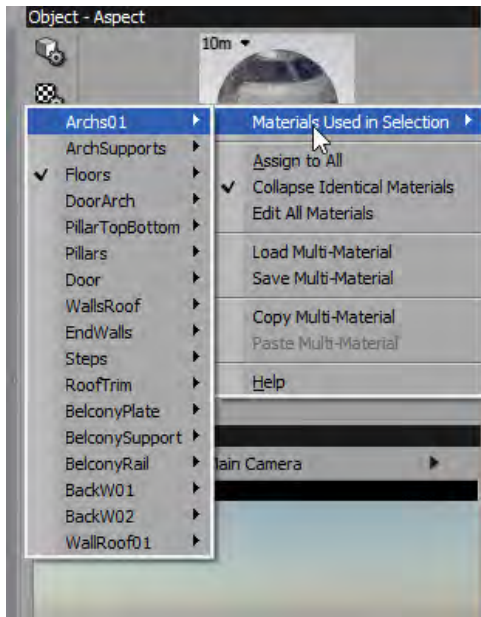 Object - Aspect
10m
Archs01
ArchSupports
Floors
DoorArch
PillarTopBottom
Pillars
Door
WallsRoof
EndWalls
Steps
RoofTrim
BelconyPlate
BelconySupport
BelconyRail
BackW01
BackW02
WallRoof01
Materials Used in Selection
Assign to All
Collapse Identical Materials
Edit All Materials
Load Multi-Material
Save Multi-Material
Copy Multi-Material
Paste Multi-Material
Help
Camera